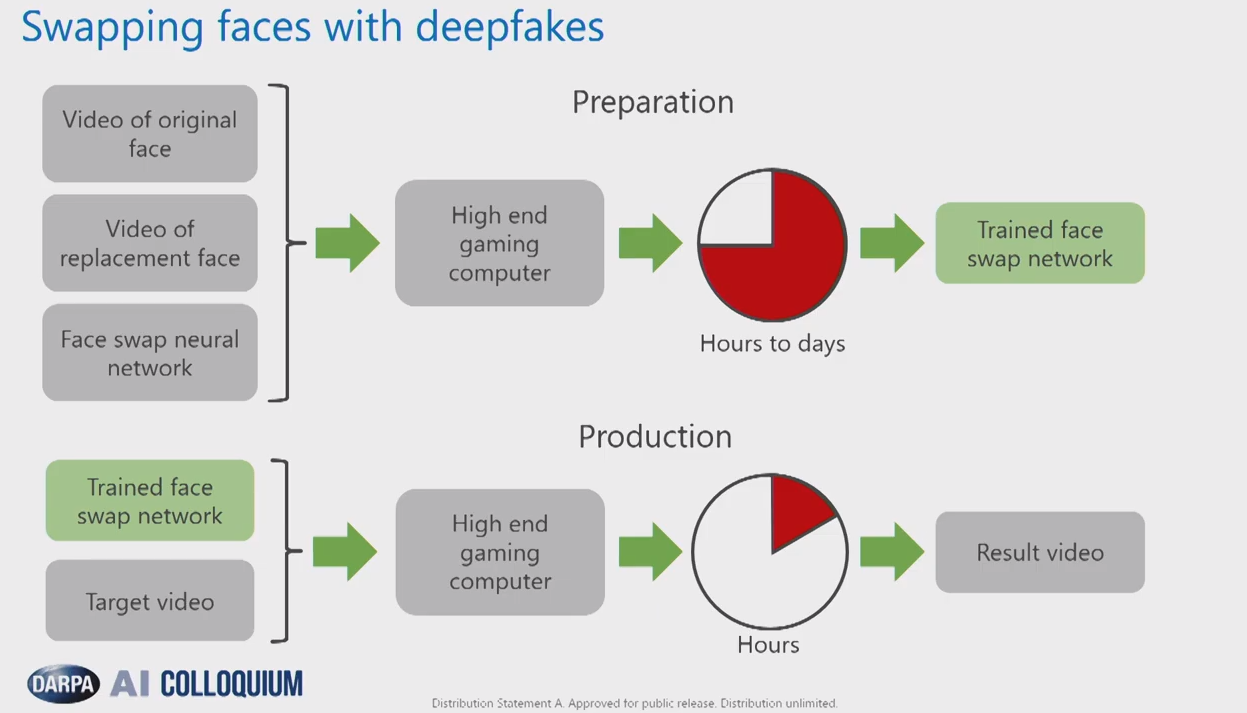 Swapping faces with deepfakes
Preparation
Video of original
face
Video of
replacement face
Face swap neural
network
High end
gaming
computer
Hours to days
Trained face
swap network
Production
Trained face
swap network
Target video
High end
gaming
computer
Hours
Result video
DARPA AI COLLOQUIUM
Distribution Statement A. Approved for public release. Distribution unlimited.